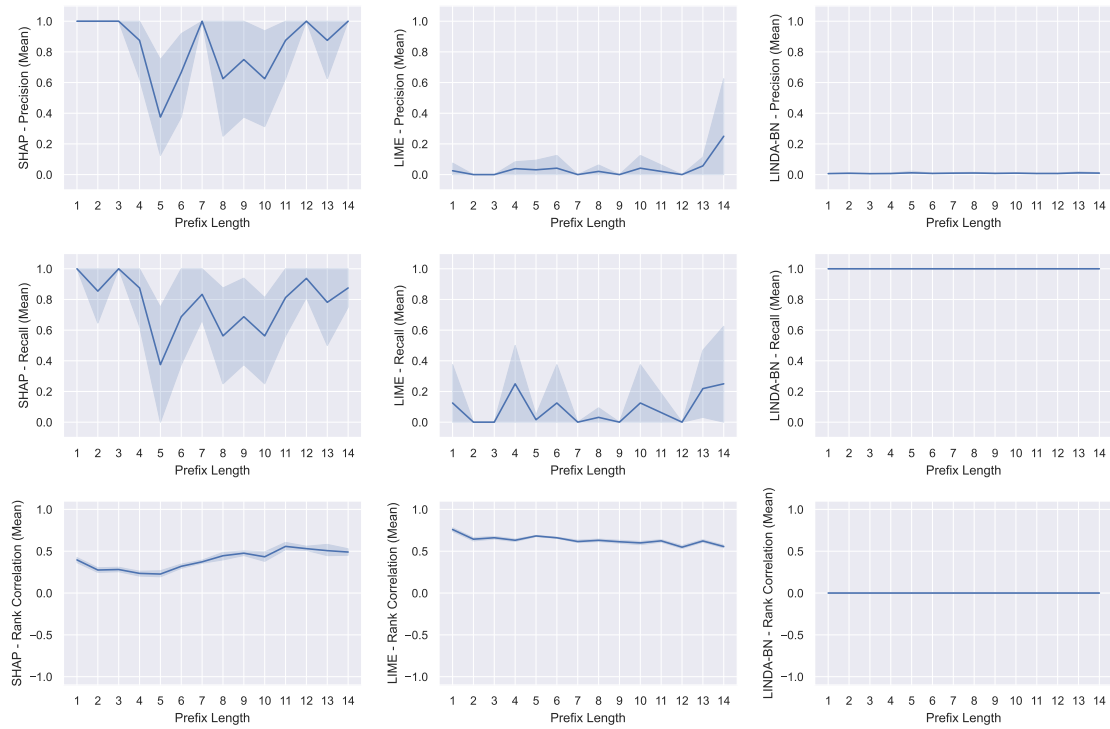 SHAP - Precision (Mean)
1.0
0.8
0.6
0.4
0.2
0.0
1 2 3 4 5 6 7 8 9 10 11 12 13 14
Prefix Length
LIME - Precision (Mean)
1.0
0.8
0.6
0.4
0.2
0.0
1 2 3 4 5 6 7 8 9 10 11 12 13 14
Prefix Length
LINDA-BN - Precision (Mean)
1.0
0.8
0.6
0.4
0.2
0.0
1 2 3 4 5 6 7 8 9 10 11 12 13 14
Prefix Length
SHAP - Recall (Mean)
1.0
0.8
0.6
0.4
0.2
0.0
1 2 3 4 5 6 7 8 9 10 11 12 13 14
Prefix Length
LIME - Recall (Mean)
1.0
0.8
0.6
0.4
0.2
0.0
1 2 3 4 5 6 7 8 9 10 11 12 13 14
Prefix Length
LINDA-BN - Recall (Mean)
1.0
0.8
0.6
0.4
0.2
0.0
1 2 3 4 5 6 7 8 9 10 11 12 13 14
Prefix Length
SHAP - Rank Correlation (Mean)
1.0
0.5
0.0
−0.5
−1.0
1 2 3 4 5 6 7 8 9 10 11 12 13 14
Prefix Length
LIME - Rank Correlation (Mean)
1.0
0.5
0.0
−0.5
−1.0
1 2 3 4 5 6 7 8 9 10 11 12 13 14
Prefix Length
LINDA-BN - Rank Correlation (Mean)
1.0
0.5
0.0
−0.5
−1.0
1 2 3 4 5 6 7 8 9 10 11 12 13 14
Prefix Length